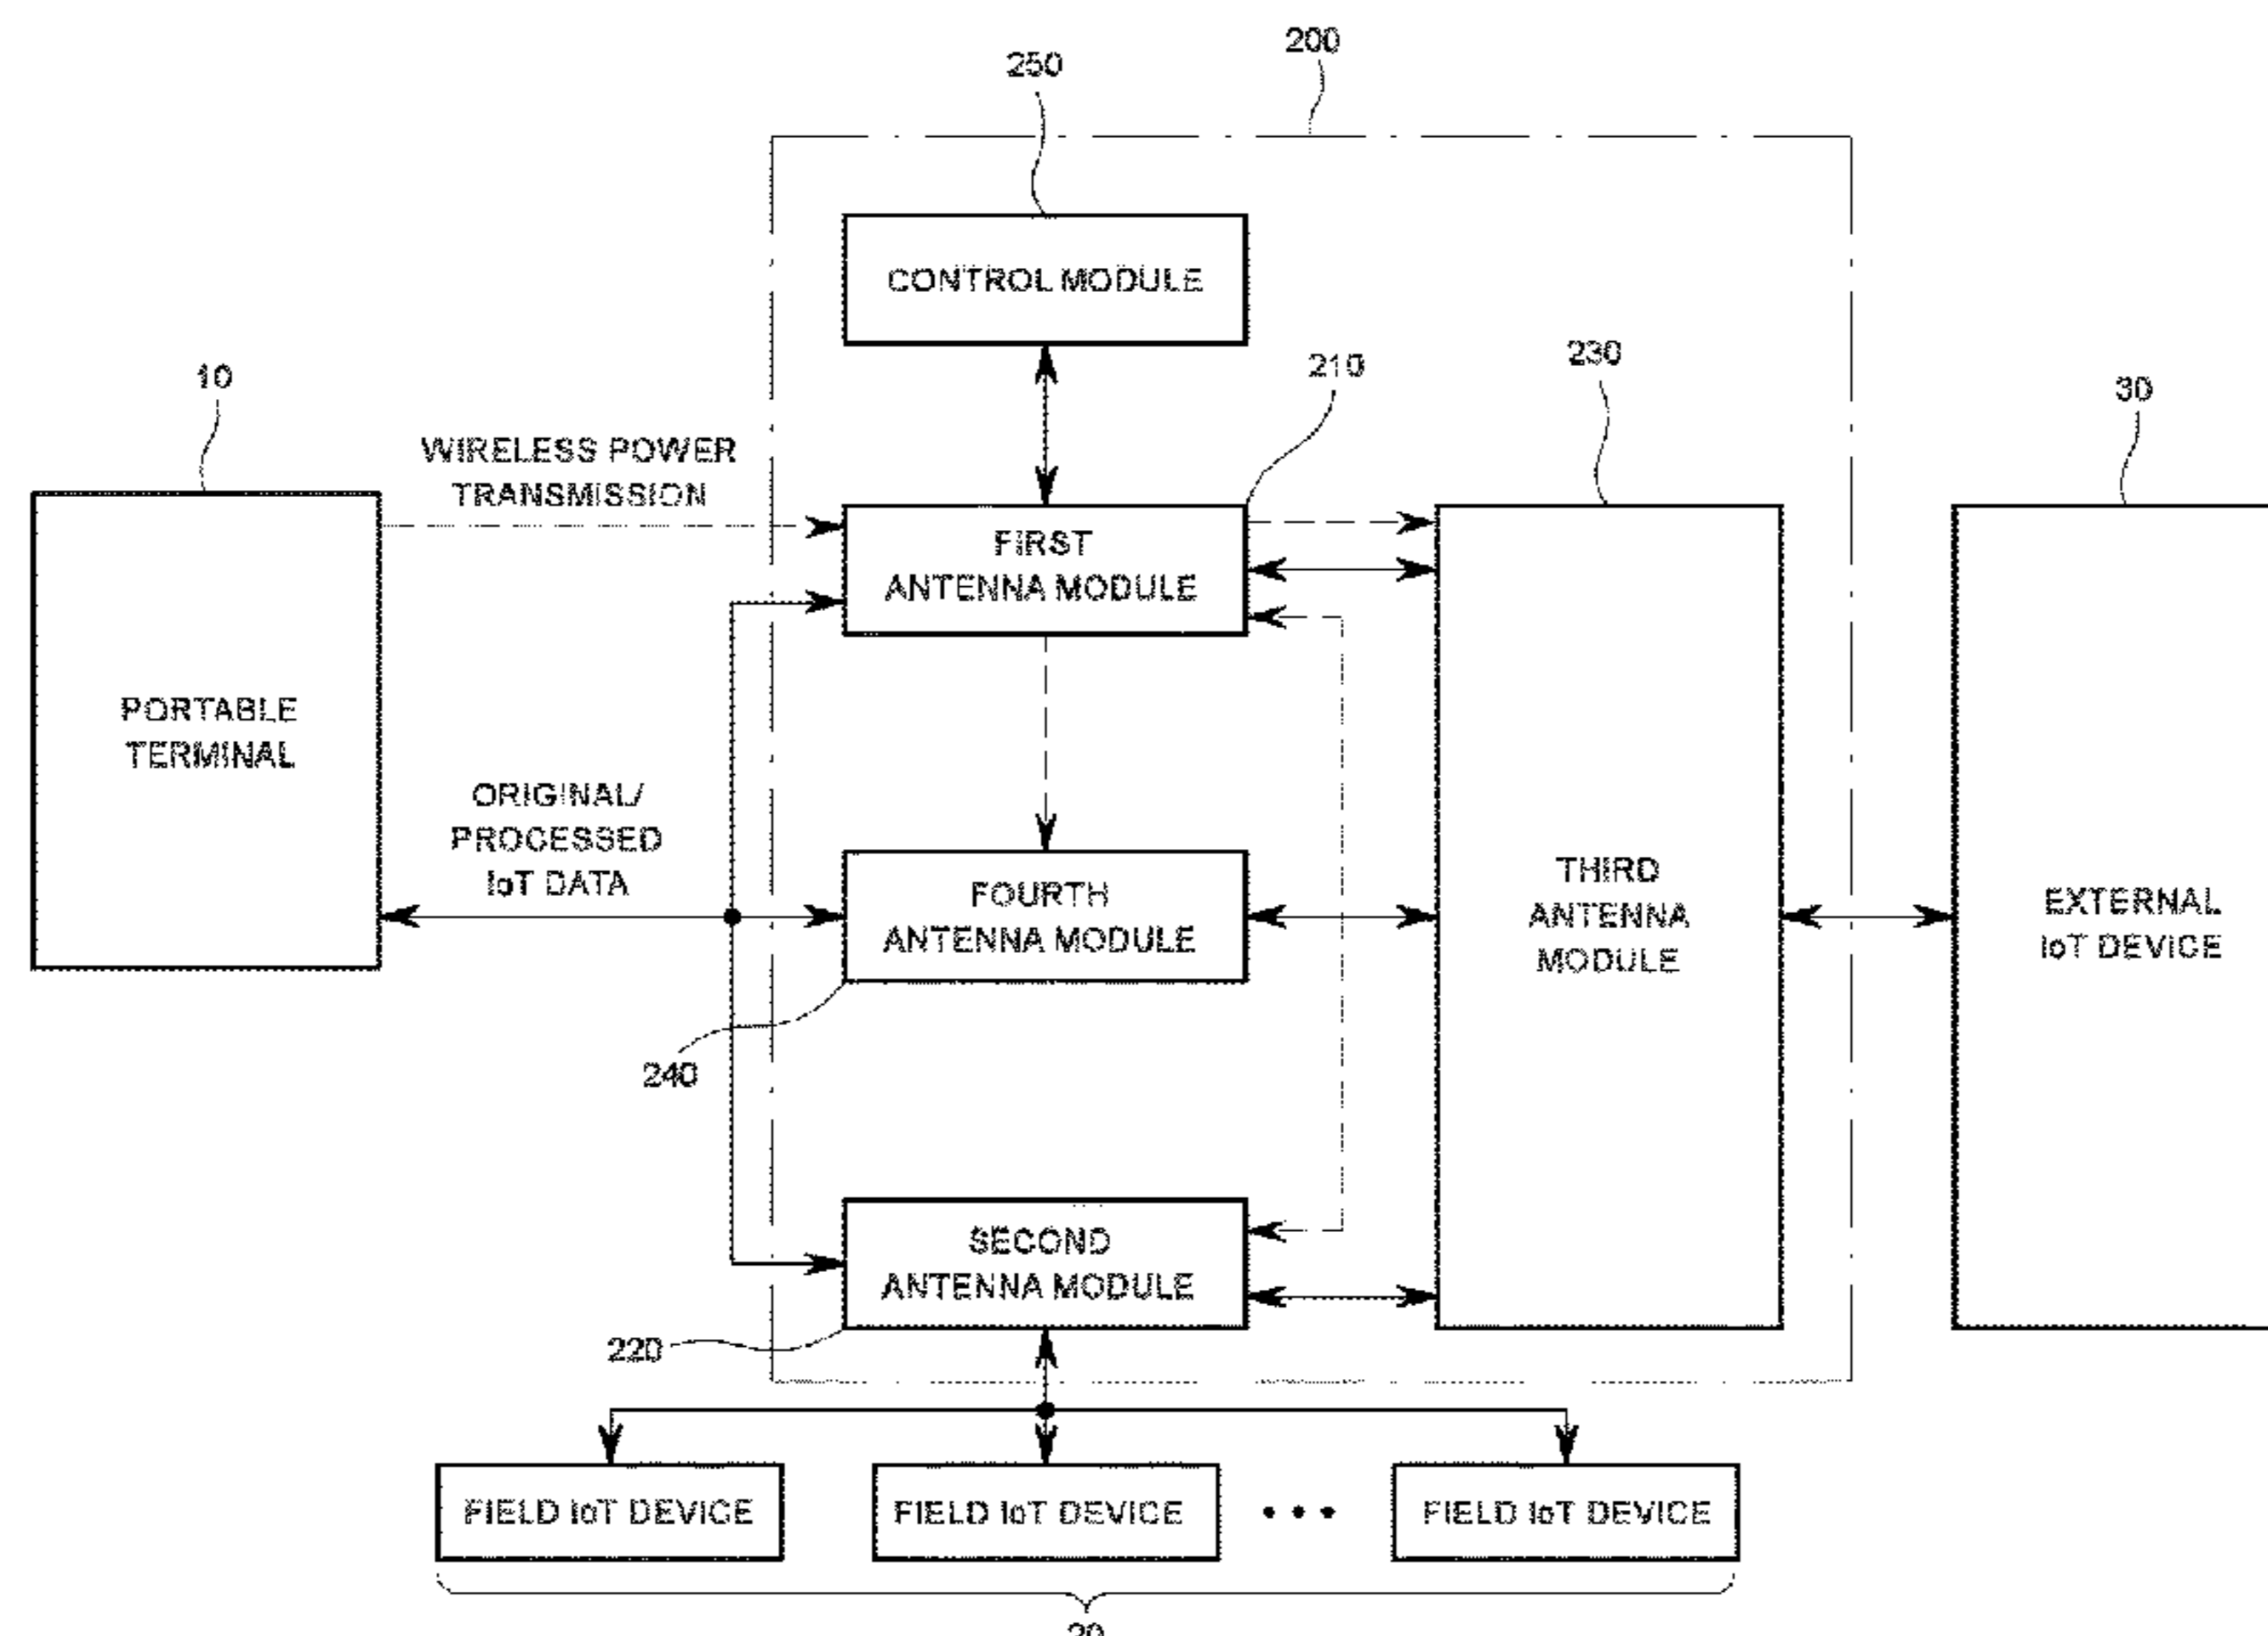 200
250
CONTROL MODULE
10
210
230
30
WIRELESS POWER
TRANSMISSION
FIRST
ANTENNA MODULE
PORTABLE
TERMINAL
ORIGINAL/
PROCESSED
IoT DATA
FOURTH
ANTENNA MODULE
THIRD
ANTENNA
MODULE
EXTERNAL
IoT DEVICE
240
SECOND
ANTENNA MODULE
220
FIELD IoT DEVICE
FIELD IoT DEVICE
• • •
FIELD IoT DEVICE